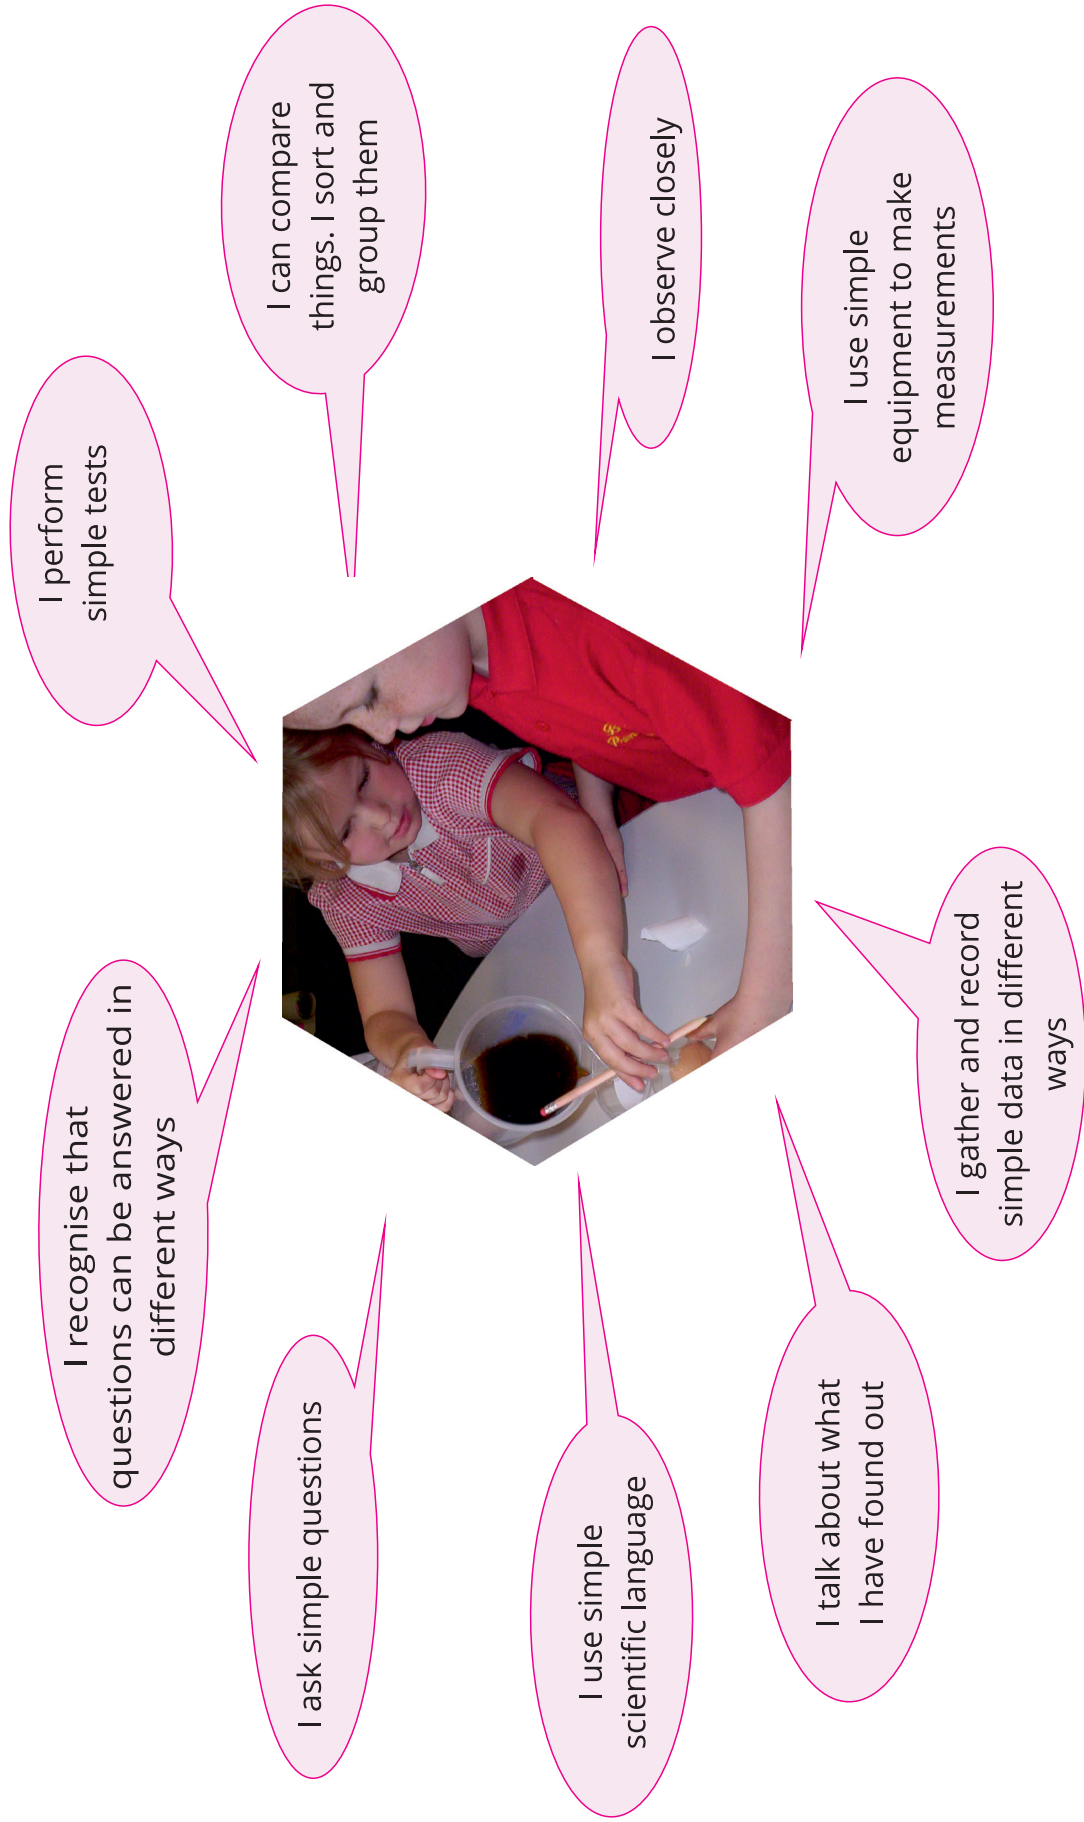 I recognise that
questions can be answered in
different ways
I perform
simple tests
I ask simple questions
I can compare
things. I sort and
group them
I use simple
scientific language
I observe closely
I talk about what
I have found out
I use simple
equipment to make
measurements
I gather and record
simple data in different
ways